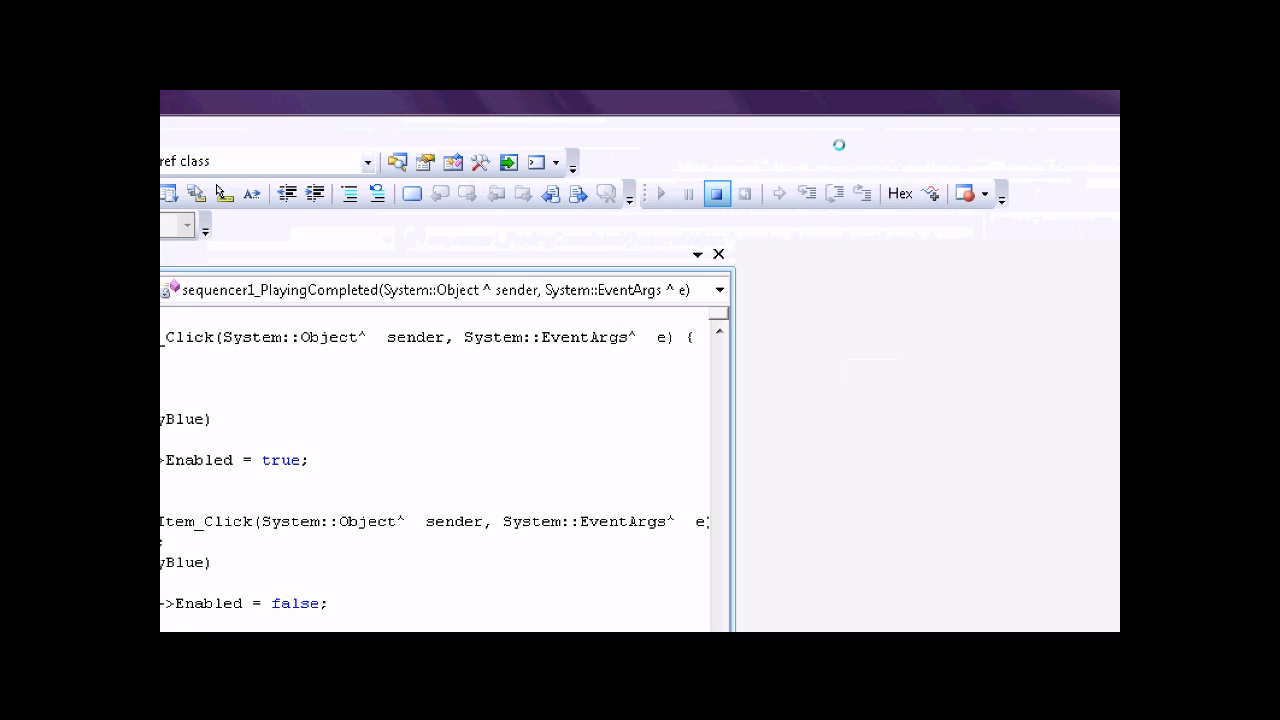 ref class
Hex
sequencer1_PlayingCompleted(System::Object ^ sender, System::EventArgs ^ e)
_Click(System::Object^ sender, System::EventArgs^ e) {
yBlue)
>Enabled = true;
Item_Click(System::Object^ sender, System::EventArgs^ e)
yBlue)
->Enabled = false;